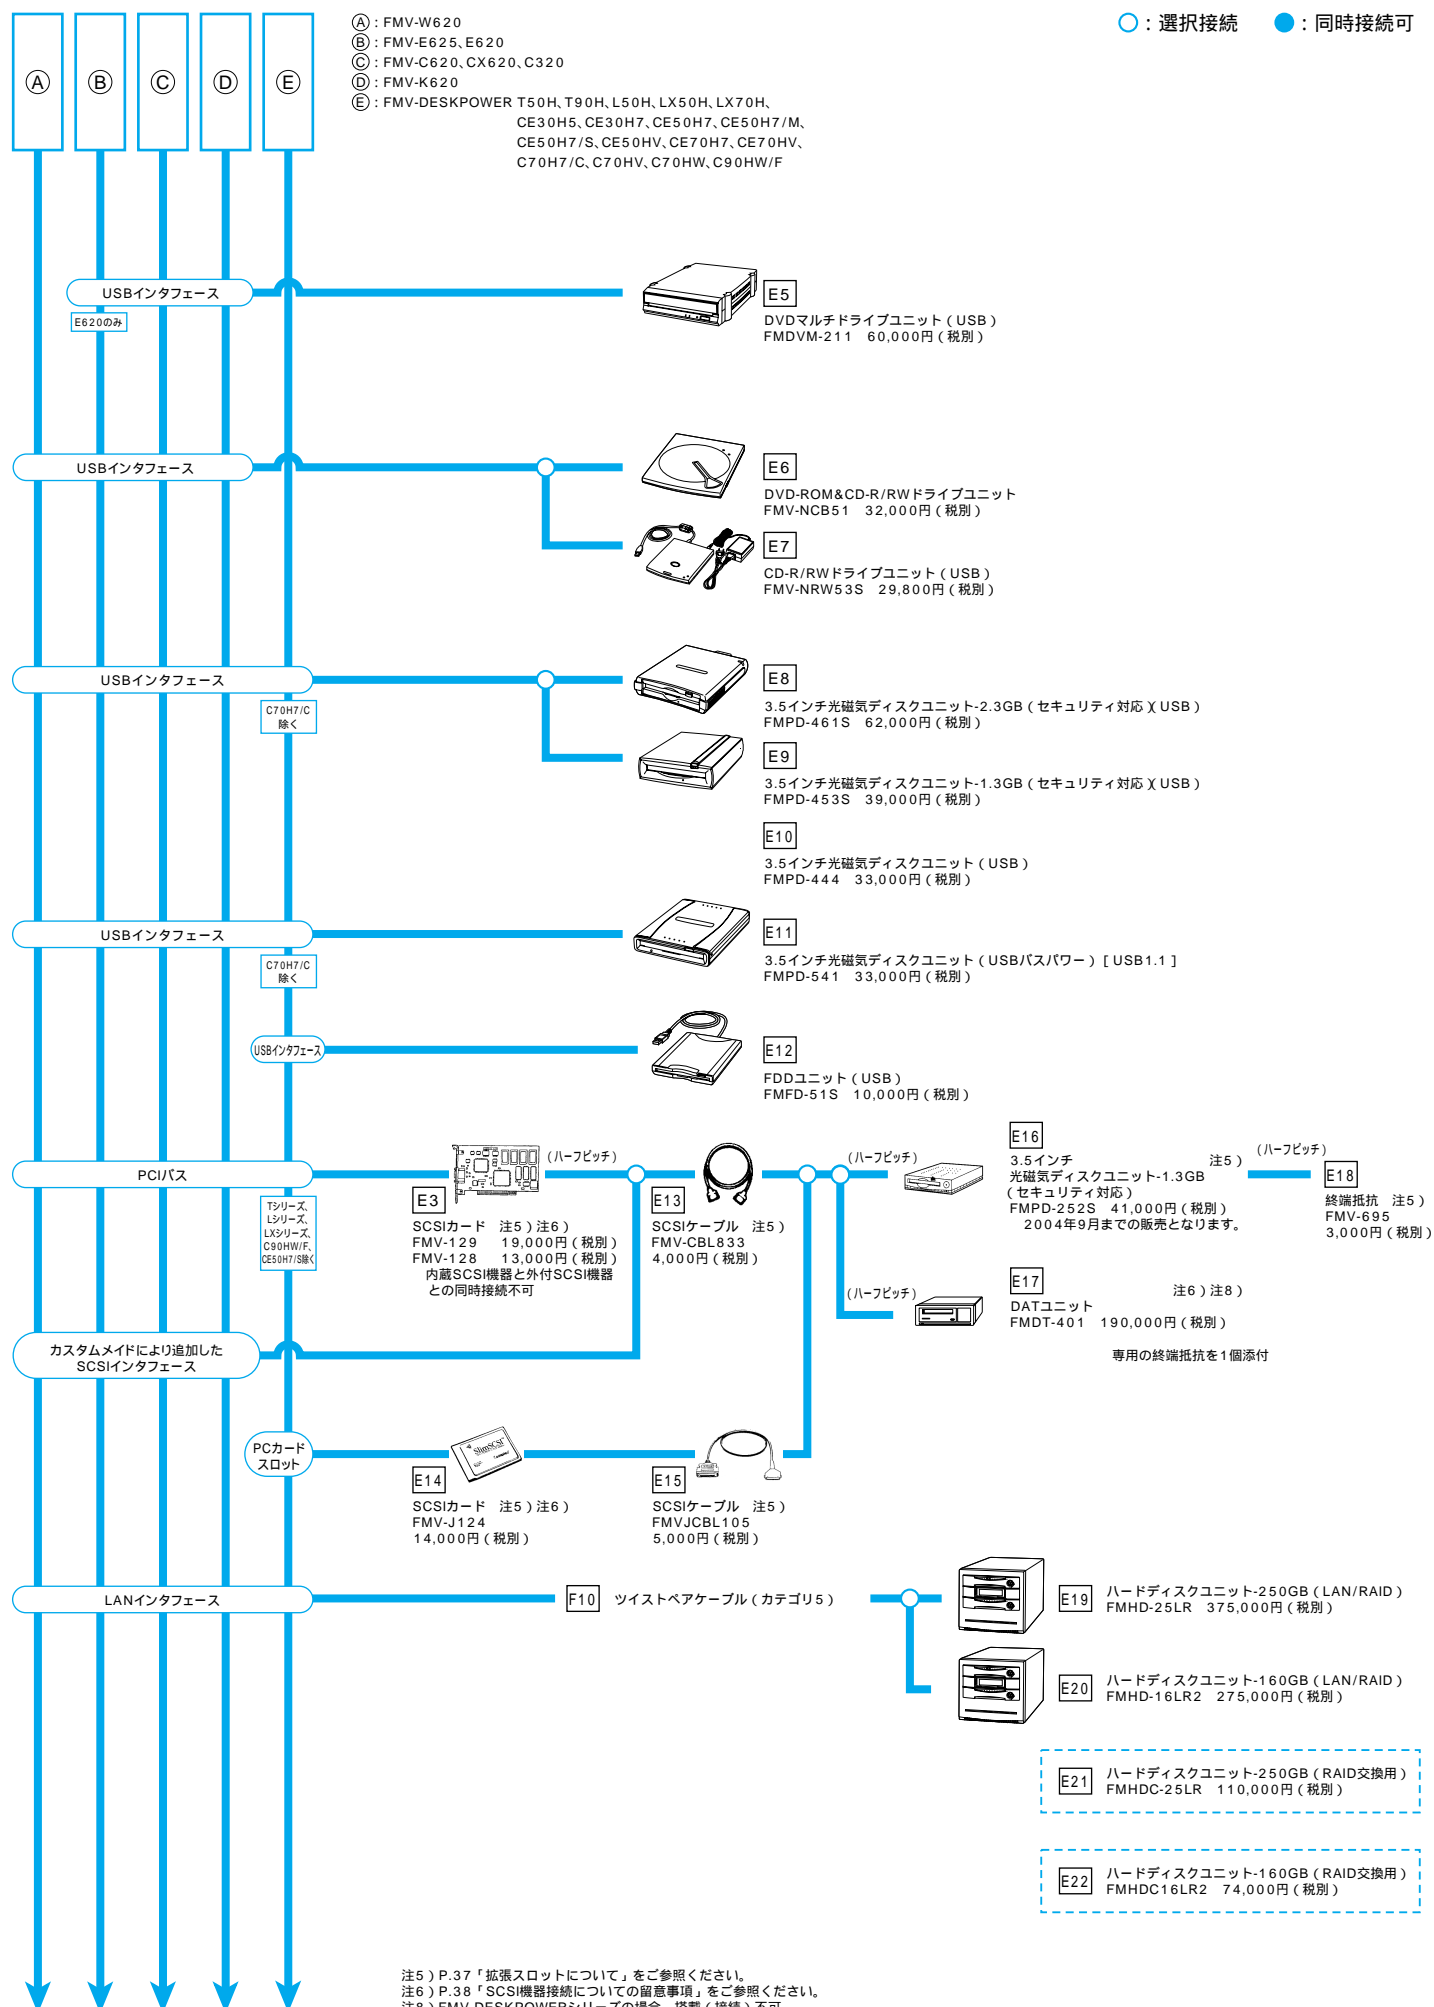 Ⓐ：FMV-W620
Ⓑ：FMV-E625、E620
Ⓒ：FMV-C620、CX620、C320
Ⓓ：FMV-K620
Ⓔ：FMV-DESKPOWER T50H、T90H、L50H、LX50H、LX70H、
CE30H5、CE30H7、CE50H7、CE50H7/M、
CE50H7/S、CE50HV、CE70H7、CE70HV、
C70H7/C、C70HV、C70HW、C90HW/F
○：選択接続　●：同時接続可
Ⓐ Ⓑ Ⓒ Ⓓ Ⓔ
USBインタフェース
E620のみ
E5
DVDマルチドライブユニット（USB）
FMDVM-211　60,000円（税別）
USBインタフェース
E6
DVD-ROM&CD-R/RWドライブユニット
FMV-NCB51　32,000円（税別）
E7
CD-R/RWドライブユニット（USB）
FMV-NRW53S　29,800円（税別）
USBインタフェース
C70H7/C
除く
E8
3.5インチ光磁気ディスクユニット-2.3GB（セキュリティ対応）（USB）
FMPD-461S　62,000円（税別）
E9
3.5インチ光磁気ディスクユニット-1.3GB（セキュリティ対応）（USB）
FMPD-453S　39,000円（税別）
E10
3.5インチ光磁気ディスクユニット（USB）
FMPD-444　33,000円（税別）
USBインタフェース
C70H7/C
除く
E11
3.5インチ光磁気ディスクユニット（USBバスパワー）［USB1.1］
FMPD-541　33,000円（税別）
USBインタフェース
E12
FDDユニット（USB）
FMFD-51S　10,000円（税別）
PCIバス
Tシリーズ、
Lシリーズ、
LXシリーズ、
C90HW/F、
CE50H7/S除く
（ハーフピッチ）
E3
SCSIカード　注5）注6）
FMV-129　19,000円（税別）
FMV-128　13,000円（税別）
内蔵SCSI機器と外付SCSI機器
との同時接続不可
E13
SCSIケーブル　注5）
FMV-CBL833
4,000円（税別）
（ハーフピッチ）
E16
3.5インチ　注5）
光磁気ディスクユニット-1.3GB
（セキュリティ対応）
FMPD-252S　41,000円（税別）
2004年9月までの販売となります。
（ハーフピッチ）
E18
終端抵抗　注5）
FMV-695
3,000円（税別）
（ハーフピッチ）
E17
注6）注8）
DATユニット
FMDT-401　190,000円（税別）
専用の終端抵抗を1個添付
カスタムメイドにより追加した
SCSIインタフェース
PCカード
スロット
SlimSCSI
E14
SCSIカード　注5）注6）
FMV-J124
14,000円（税別）
E15
SCSIケーブル　注5）
FMVJCBL105
5,000円（税別）
LANインタフェース
F10　ツイストペアケーブル（カテゴリ5）
E19
ハードディスクユニット-250GB（LAN/RAID）
FMHD-25LR　375,000円（税別）
E20
ハードディスクユニット-160GB（LAN/RAID）
FMHD-16LR2　275,000円（税別）
E21
ハードディスクユニット-250GB（RAID交換用）
FMHDC-25LR　110,000円（税別）
E22
ハードディスクユニット-160GB（RAID交換用）
FMHDC16LR2　74,000円（税別）
注5）P.37「拡張スロットについて」をご参照ください。
注6）P.38「SCSI機器接続についての留意事項」をご参照ください。
注8）FMV-DESKPOWERシリーズの場合、搭載（接続）不可